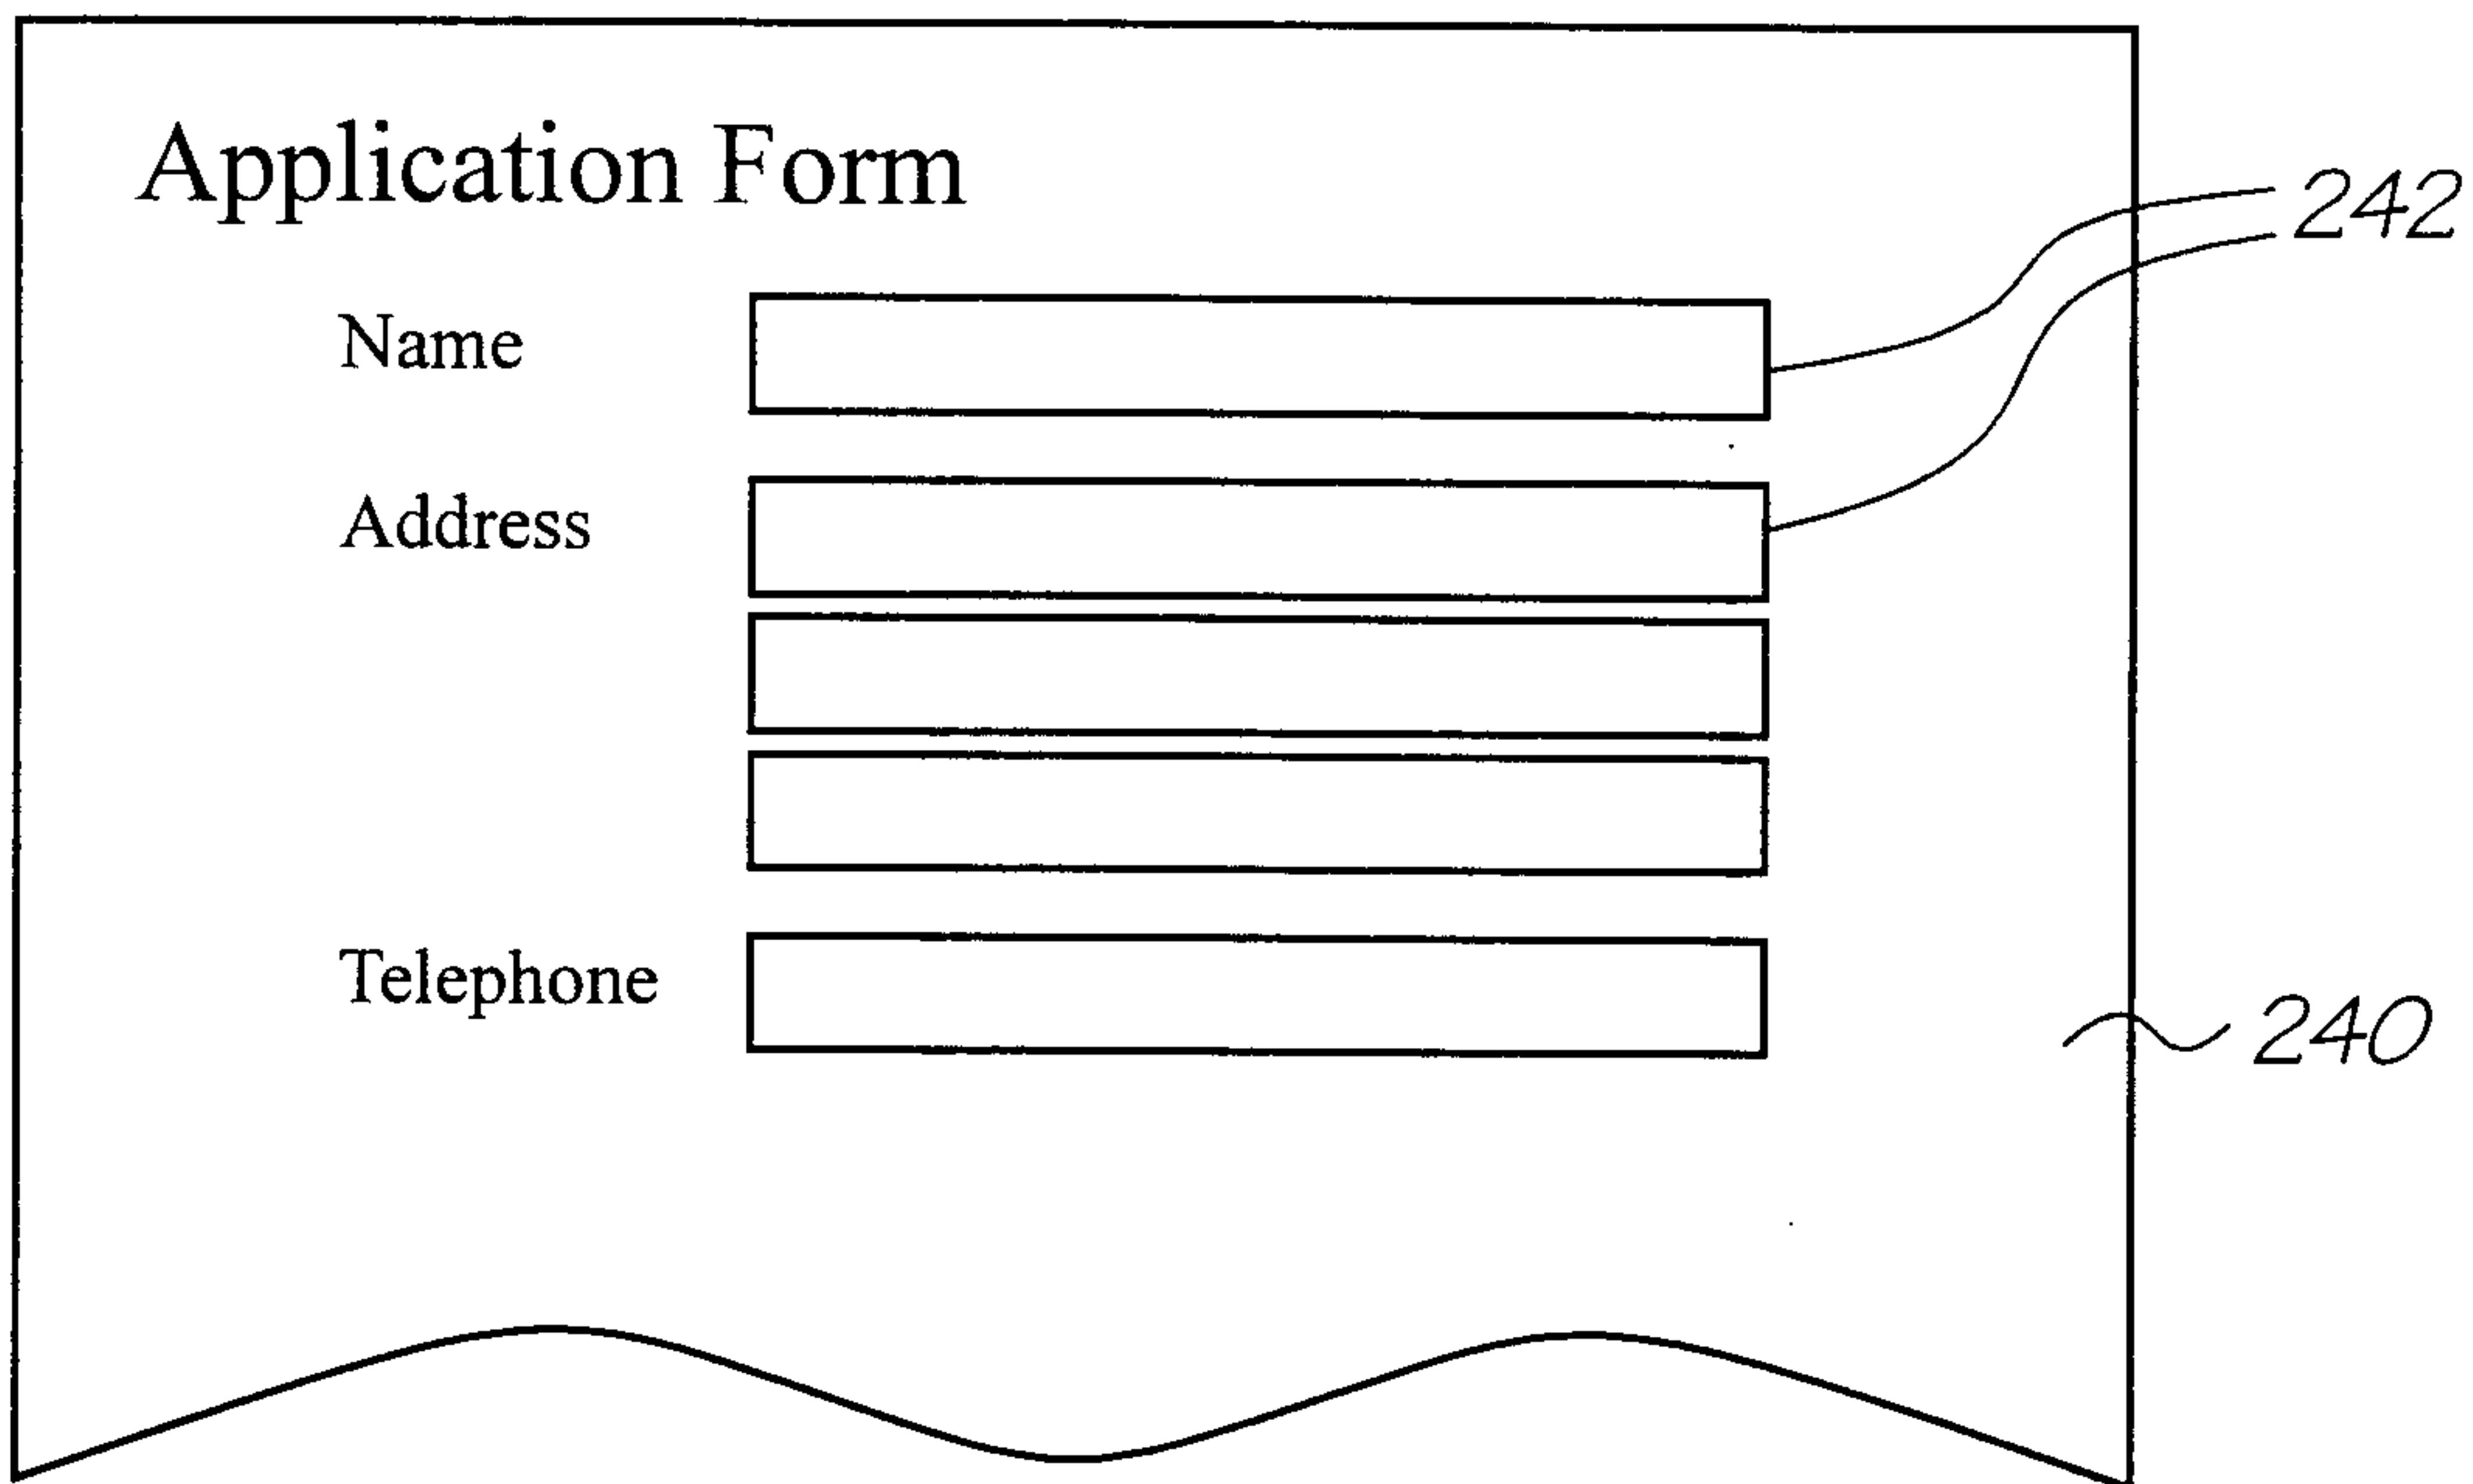 Application Form
242
Name
Address
Telephone
240